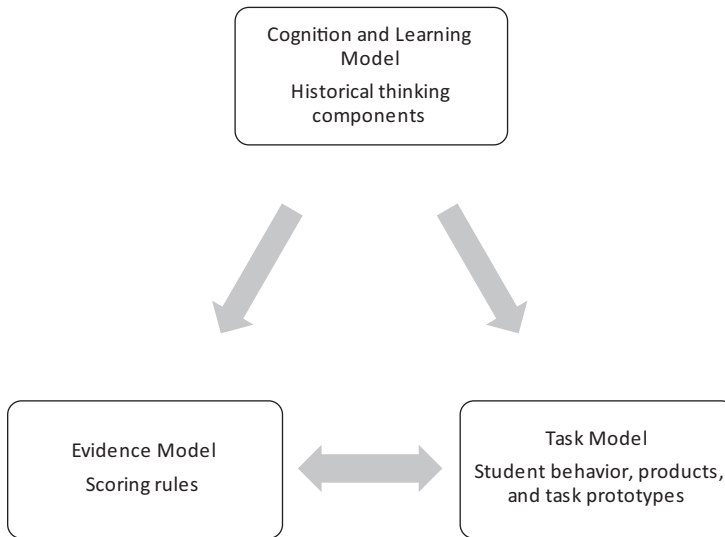 Cognition and Learning
Model
Historical thinking
components
Evidence Model
Scoring rules
Task Model
Student behavior, products,
and task prototypes